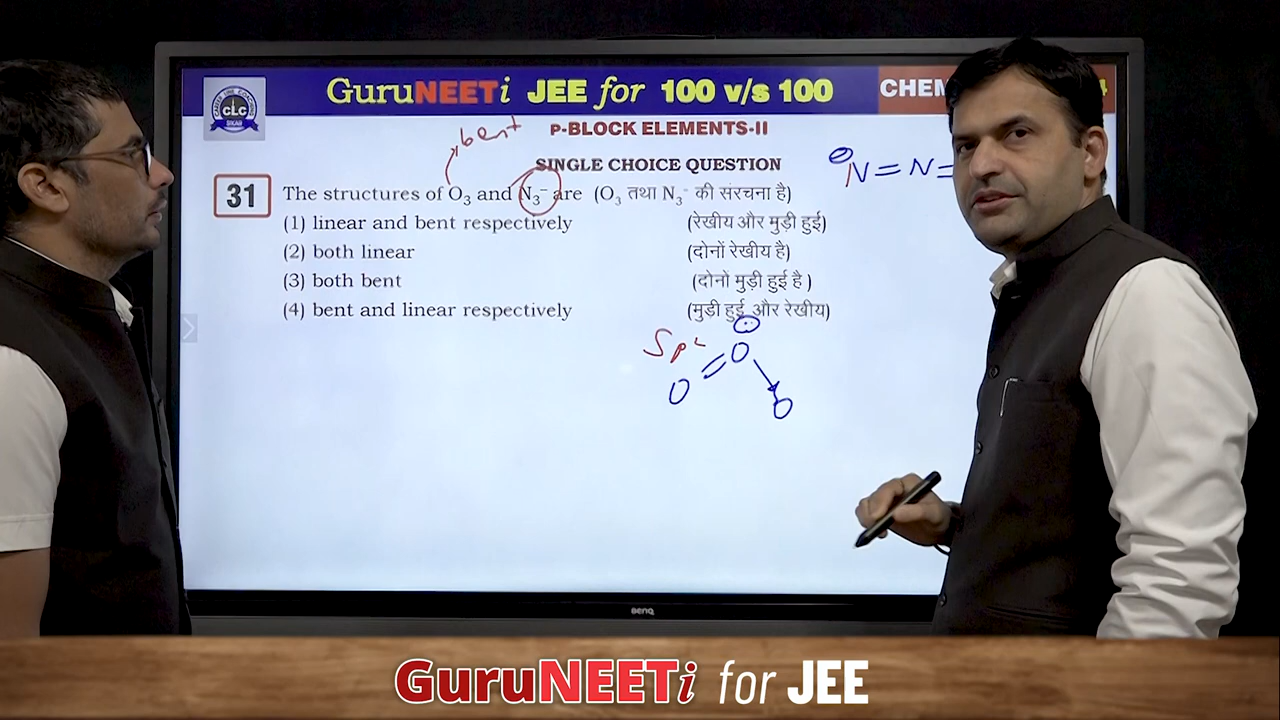 GuruNEETi JEE for 100 v/s 100
CLC
SIKAR
P-BLOCK ELEMENTS-II
bent
SINGLE CHOICE QUESTION
⊖N=N=
31 The structures of O₃ and N₃⁻ are (O₃ तथा N₃⁻ की संरचना है)
(1) linear and bent respectively (रेखीय और मुड़ी हुई)
(2) both linear (दोनों रेखीय है)
(3) both bent (दोनों मुड़ी हुई है )
(4) bent and linear respectively (मुडी हुई और रेखीय)
Sp²
O=O→O
BenQ
GuruNEETi for JEE